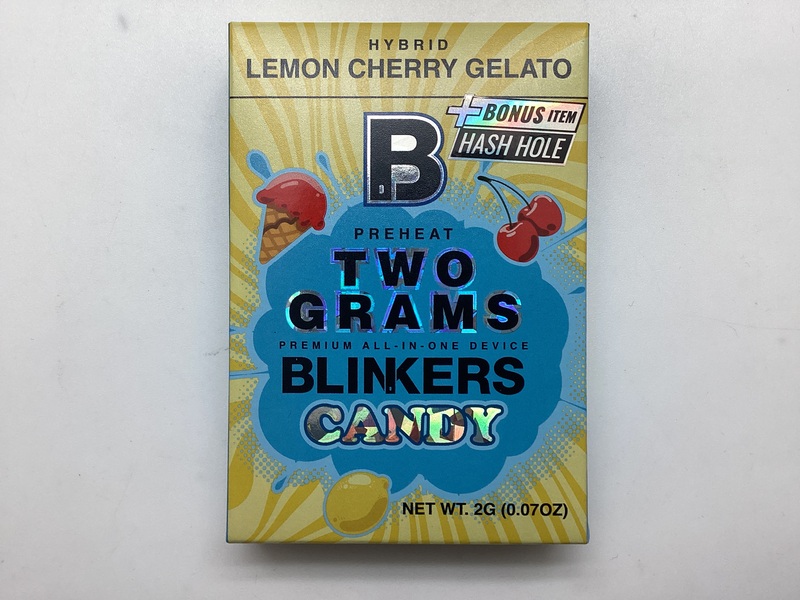 HYBRID
LEMON CHERRY GELATO
+BONUS ITEM
HASH HOLE
B
PREHEAT
TWO
GRAMS
PREMIUM ALL-IN-ONE DEVICE
BLINKERS
CANDY
NET WT. 2G (0.07OZ)